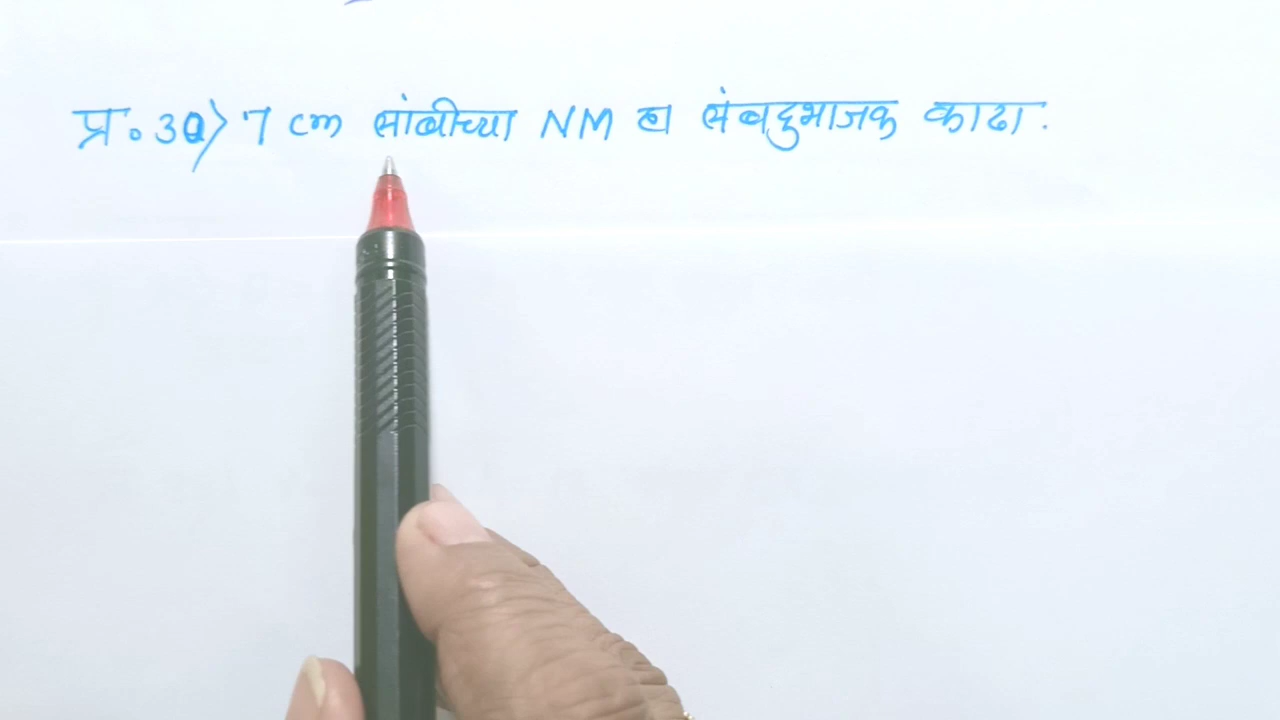 प्र. 30) 7 cm लांबीच्या NM चा लंबदुभाजक काढा.